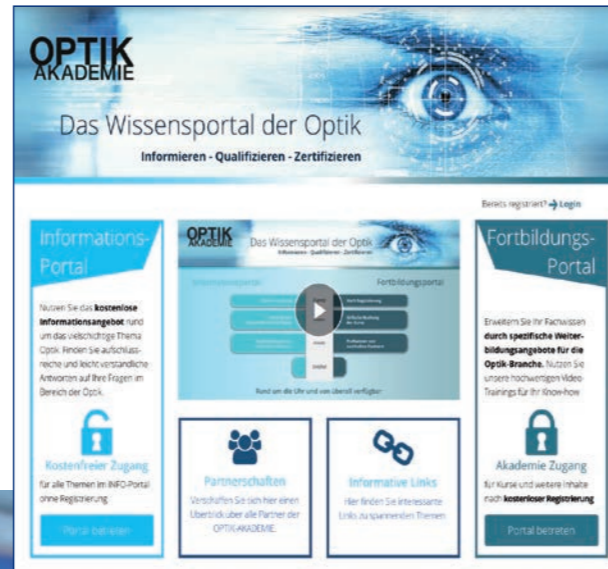 OPTIK
AKADEMIE
Das Wissensportal der Optik
Informieren - Qualifizieren - Zertifizieren
Bereits registriert? Login
Informations-
Portal
Nutzen Sie das kostenlose
Informationsangebot rund
um das vielschichtige Thema
Optik. Finden Sie aufschluss-
reiche und leicht verständliche
Antworten auf Ihre Fragen im
Bereich der Optik.
Kostenfreier Zugang
für alle Themen im INFO-Portal
ohne Registrierung
Portal betreten
OPTIK
AKADEMIE
Das Wissensportal der Optik
Informieren - Qualifizieren - Zertifizieren
Informationsportal
Fortbildungsportal
Rund um die Uhr und von überall verfügbar
Partnerschaften
Verschaffen Sie sich hier einen
Überblick über alle Partner der
OPTIK-AKADEMIE.
Informative Links
Hier finden Sie interessante
Links zu spannenden Themen
Fortbildungs-
Portal
Erweitern Sie Ihr Fachwissen
durch spezifische Weiter-
bildungsangebote für die
Optik-Branche. Nutzen Sie
unsere hochwertigen Video-
Trainings für Ihr Know-how
Akademie Zugang
für Kurse und weitere Inhalte
nach kostenloser Registrierung
Portal betreten